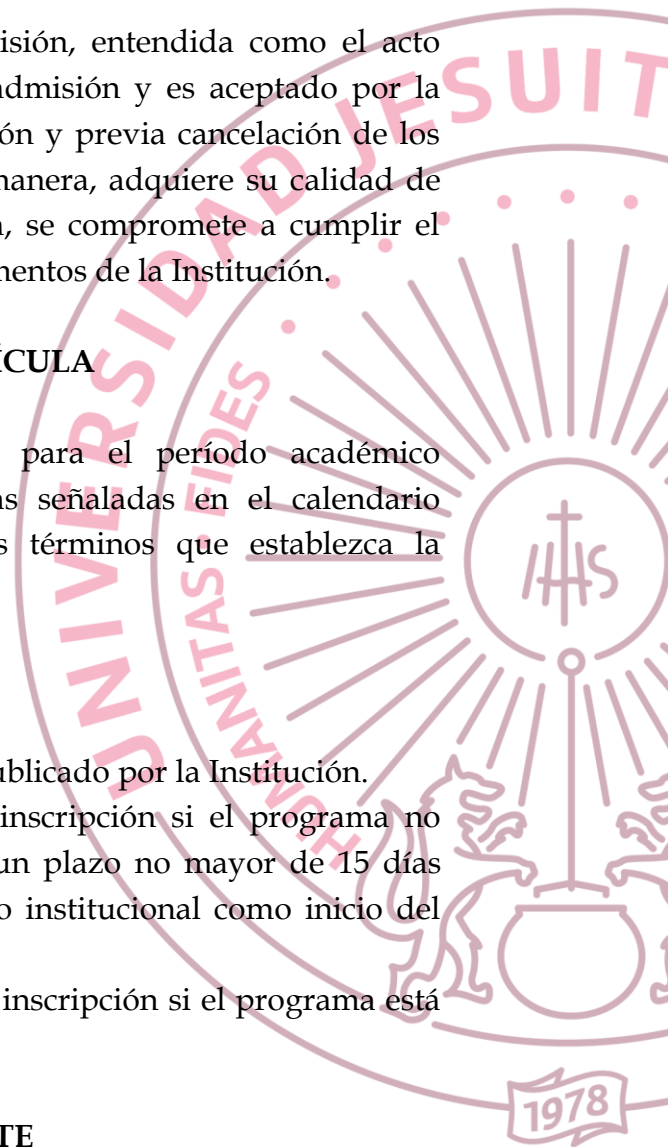 isión, entendida como el acto
admisión y es aceptado por la
ón y previa cancelación de los
manera, adquiere su calidad de
, se compromete a cumplir el
mentos de la Institución.
ÍCULA
para el período académico
as señaladas en el calendario
s términos que establezca la
ublicado por la Institución.
inscripción si el programa no
un plazo no mayor de 15 días
o institucional como inicio del
inscripción si el programa está
TE
UNIVERSIDAD JESUIT
HUMANITAS • FIDES
IHS
1978